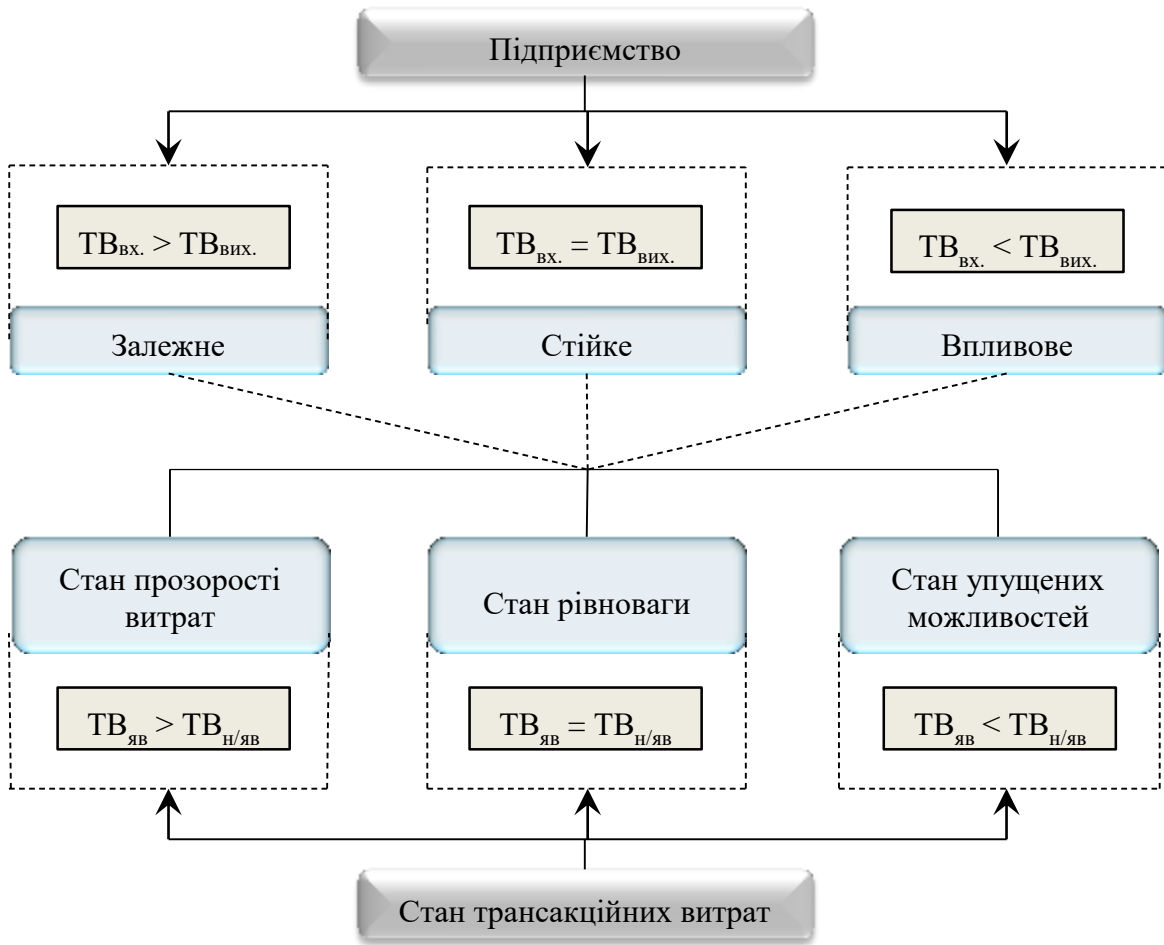 Підприємство
ТВвх. > ТВвих.
ТВвх. = ТВвих.
ТВвх. < ТВвих.
Залежне
Стійке
Впливове
Стан прозорості
витрат
Стан рівноваги
Стан упущених
можливостей
ТВяв > ТВн/яв
ТВяв = ТВн/яв
ТВяв < ТВн/яв
Стан трансакційних витрат